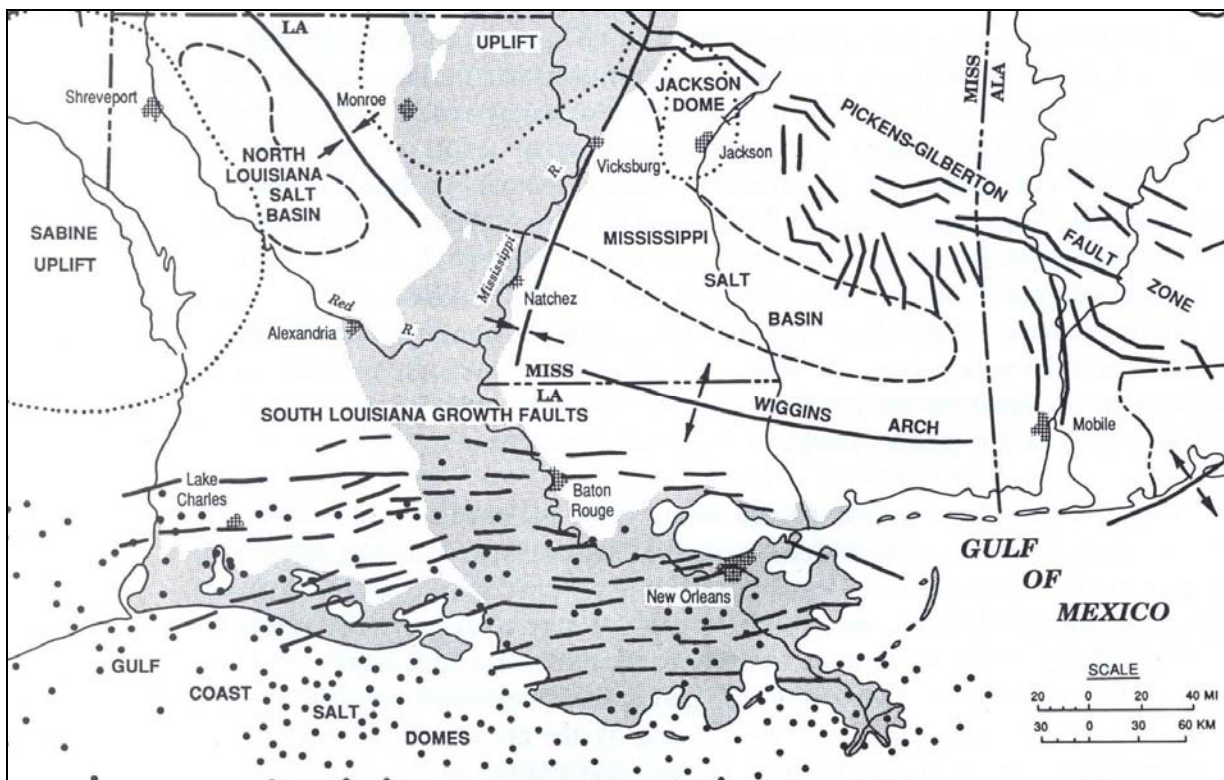 LA
UPLIFT
MISS
ALA
Shreveport
Monroe
JACKSON
DOME
PICKENS-GILBERTON
FAULT
ZONE
NORTH
LOUISIANA
SALT
BASIN
Vicksburg
Jackson
R.
SABINE
UPLIFT
MISSISSIPPI
SALT
BASIN
Mississippi
Natchez
Red
R.
Alexandria
MISS
LA
WIGGINS
ARCH
SOUTH LOUISIANA GROWTH FAULTS
Mobile
Lake
Charles
Baton
Rouge
New Orleans
GULF
OF
MEXICO
GULF
COAST
SALT
DOMES
SCALE
20 0 20 40 MI
30 0 30 60 KM